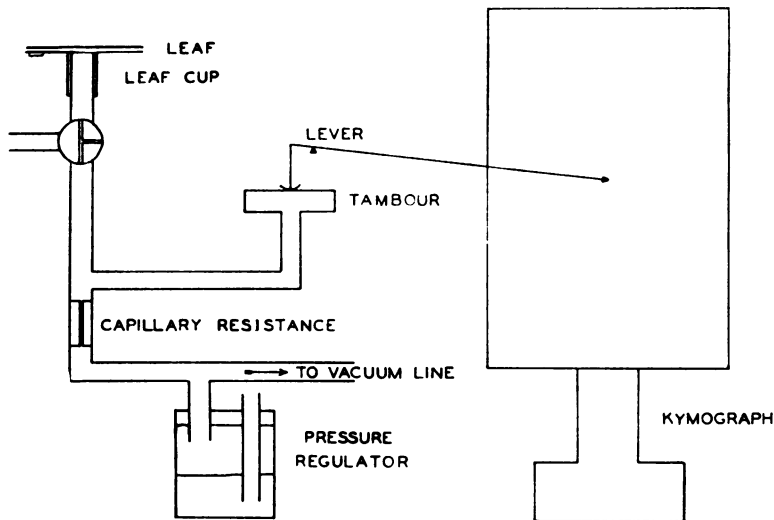 LEAF
LEAF CUP
LEVER
TAMBOUR
CAPILLARY RESISTANCE
TO VACUUM LINE
KYMOGRAPH
PRESSURE
REGULATOR